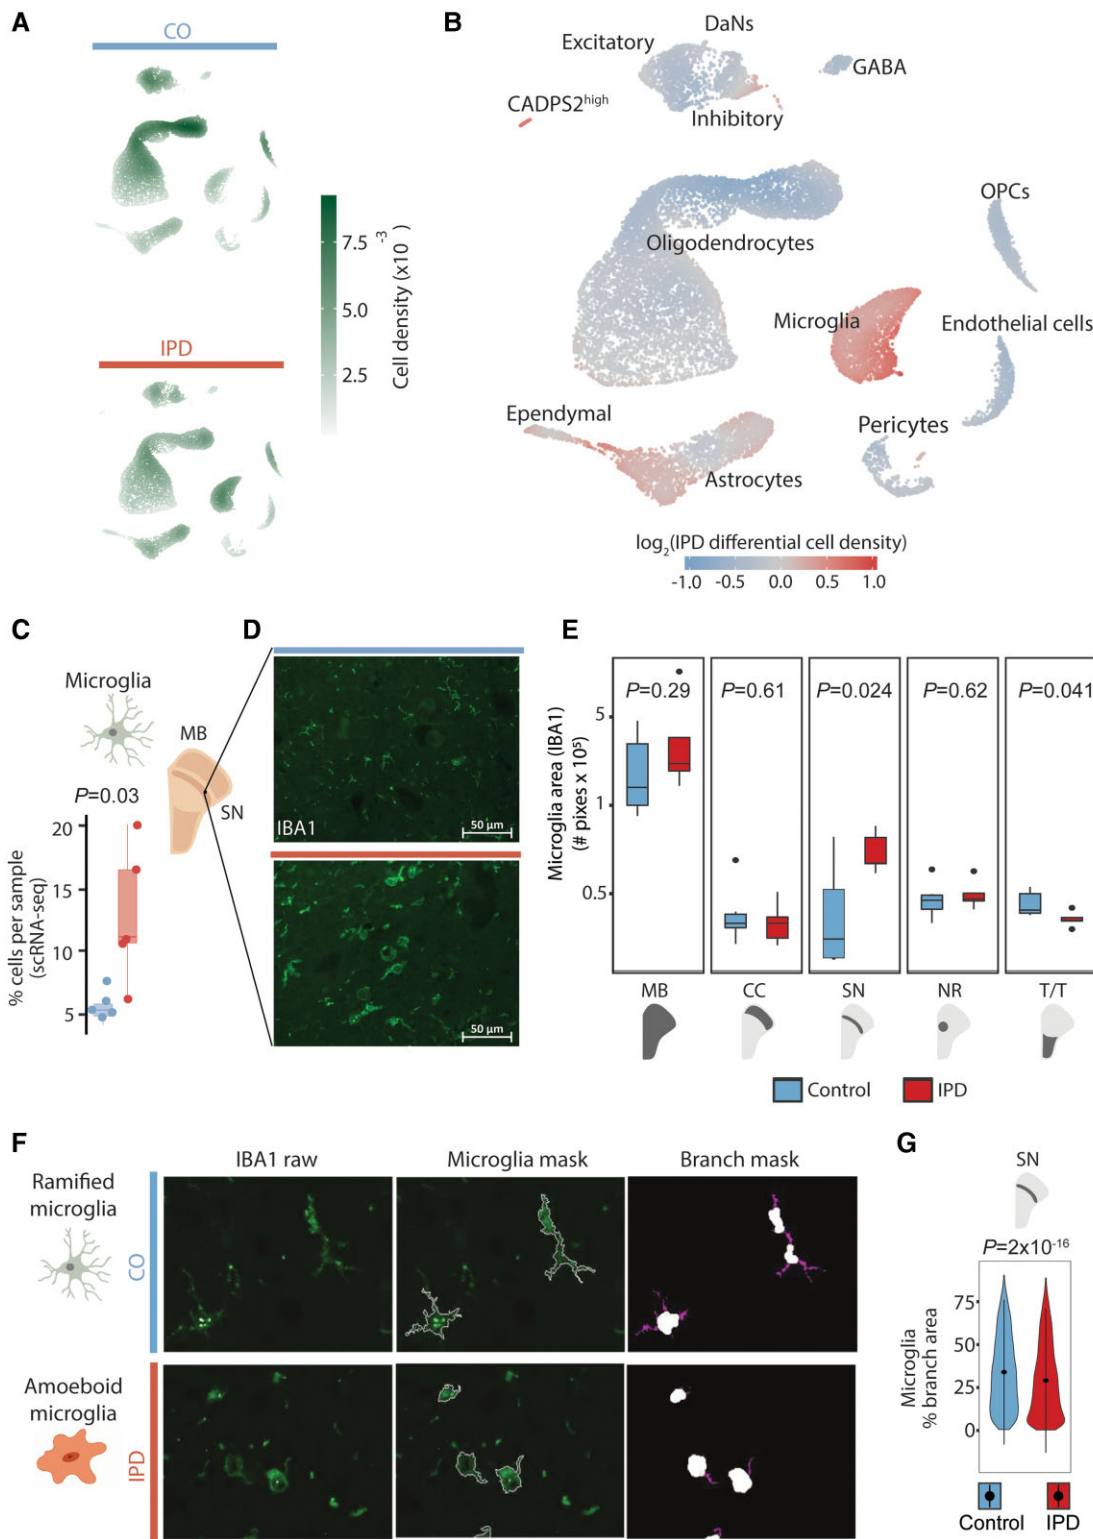 A
CO
IPD
7.5
5.0
2.5
Cell density (x10⁻³)
B
Excitatory
DaNs
GABA
CADPS2ʰⁱᵍʰ
Inhibitory
OPCs
Oligodendrocytes
Microglia
Endothelial cells
Ependymal
Pericytes
Astrocytes
log₂(IPD differential cell density)
-1.0 -0.5 0.0 0.5 1.0
C
Microglia
P=0.03
20
15
10
5
% cells per sample
(scRNA-seq)
MB
SN
D
IBA1
50 µm
50 µm
E
Microglia area (IBA1)
(# pixes x 10⁵)
5
1
0.5
P=0.29
P=0.61
P=0.024
P=0.62
P=0.041
MB
CC
SN
NR
T/T
Control
IPD
F
IBA1 raw
Microglia mask
Branch mask
Ramified
microglia
CO
Amoeboid
microglia
IPD
G
SN
P=2x10⁻¹⁶
75
50
25
0
Microglia
% branch area
Control
IPD